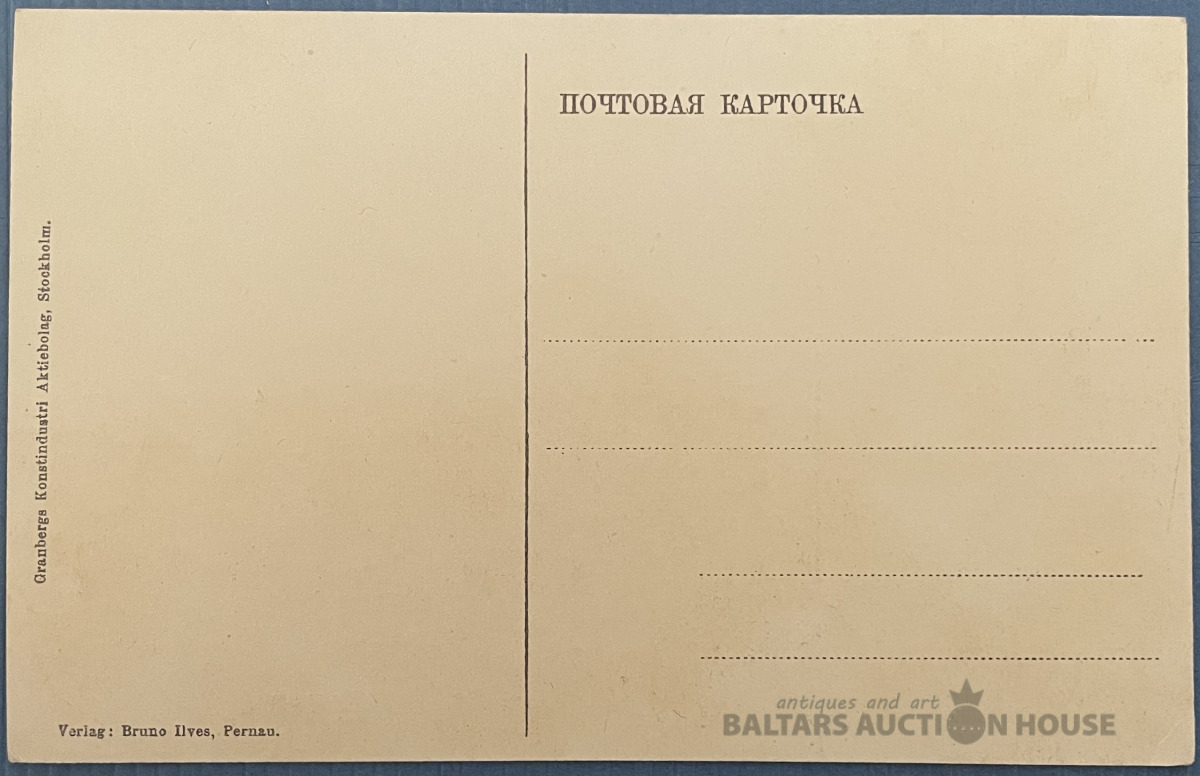 ПОЧТОВАЯ КАРТОЧКА
Granbergs Konstindustri Aktiebolag, Stockholm.
Verlag: Bruno Ilves, Pernau.
antiques and art
BALTARS AUCTION HOUSE